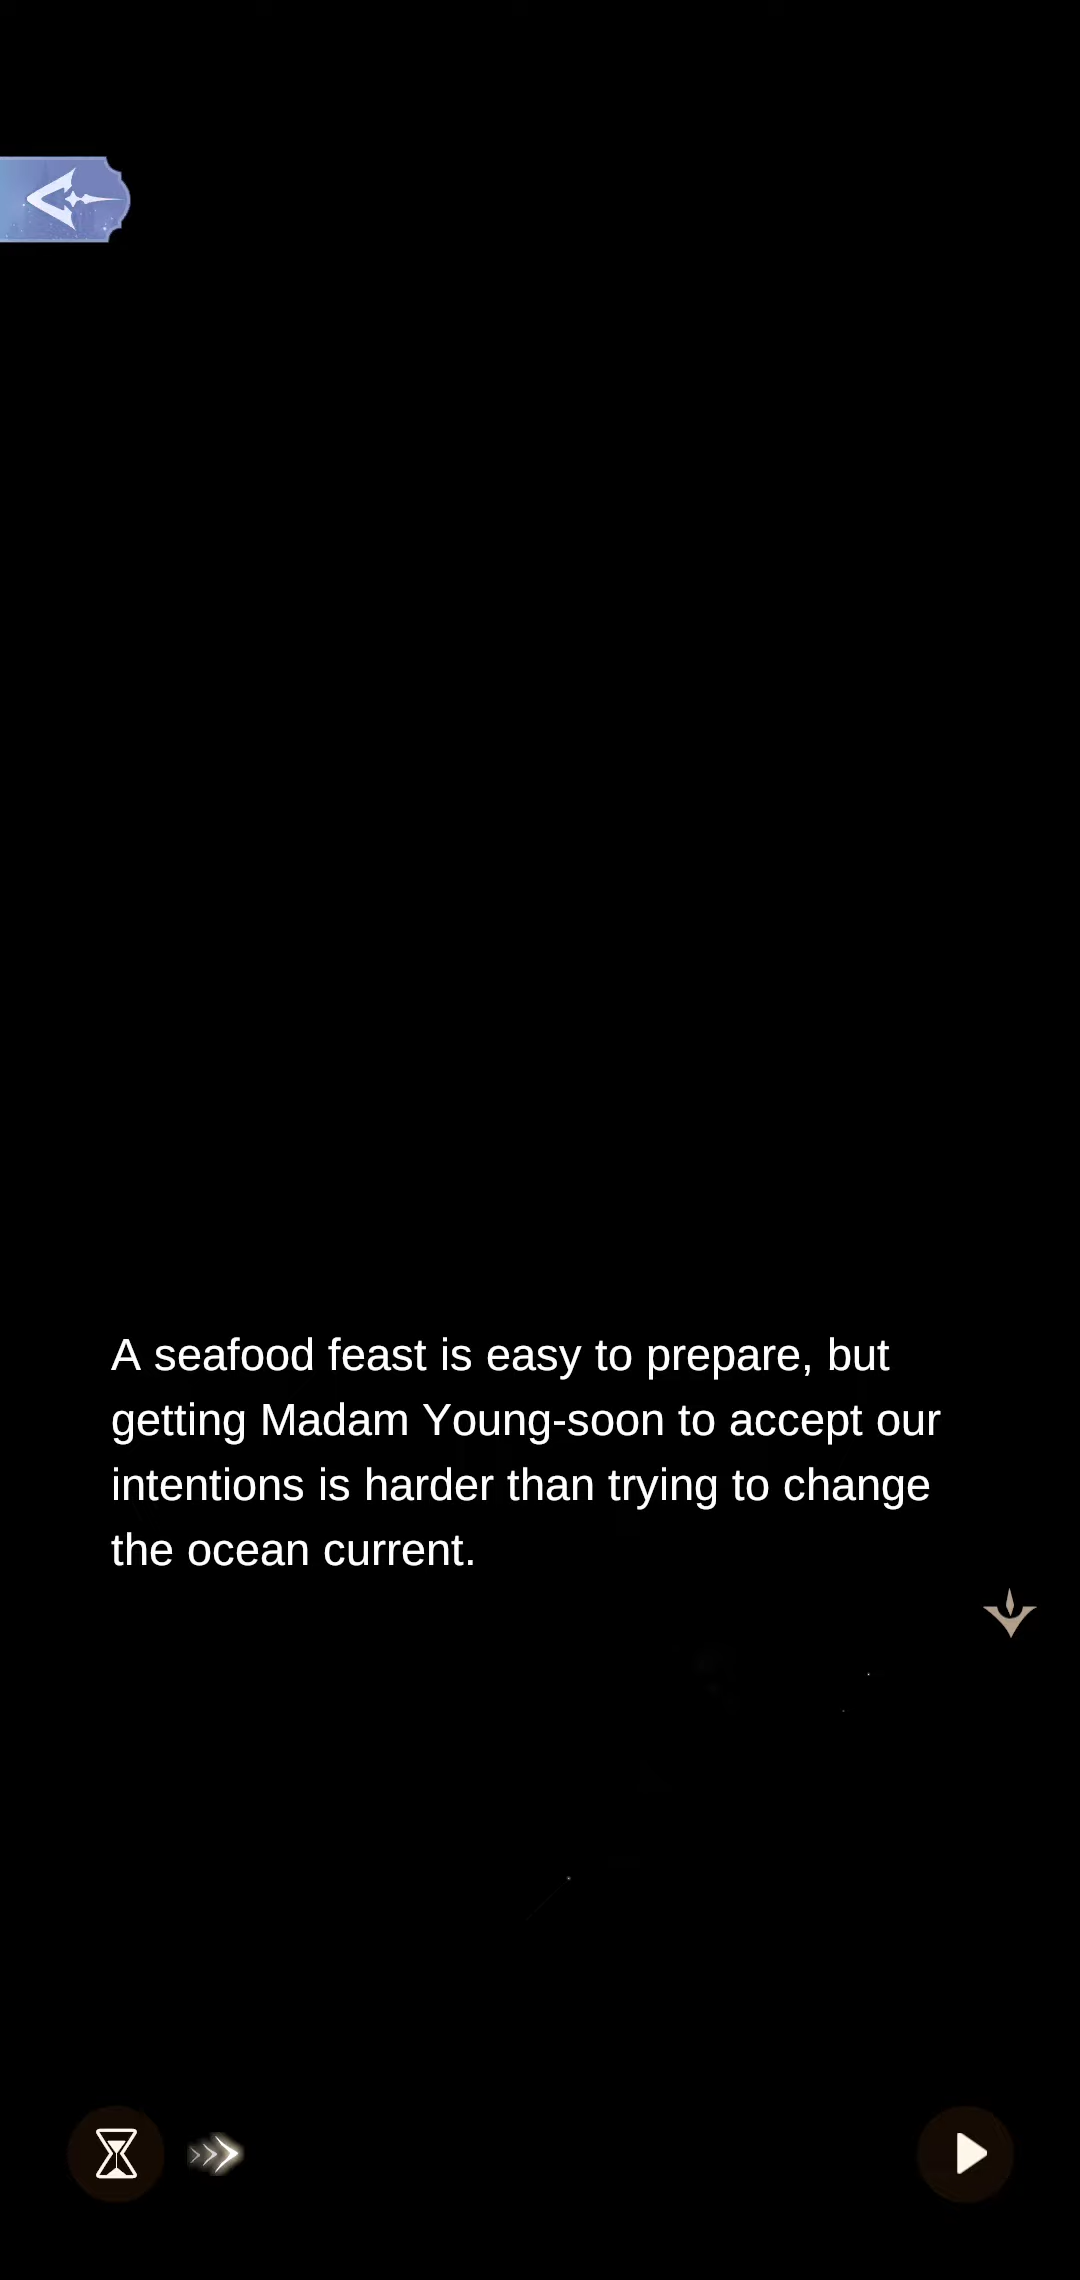 A seafood feast is easy to prepare, but
getting Madam Young-soon to accept our
intentions is harder than trying to change
the ocean current.